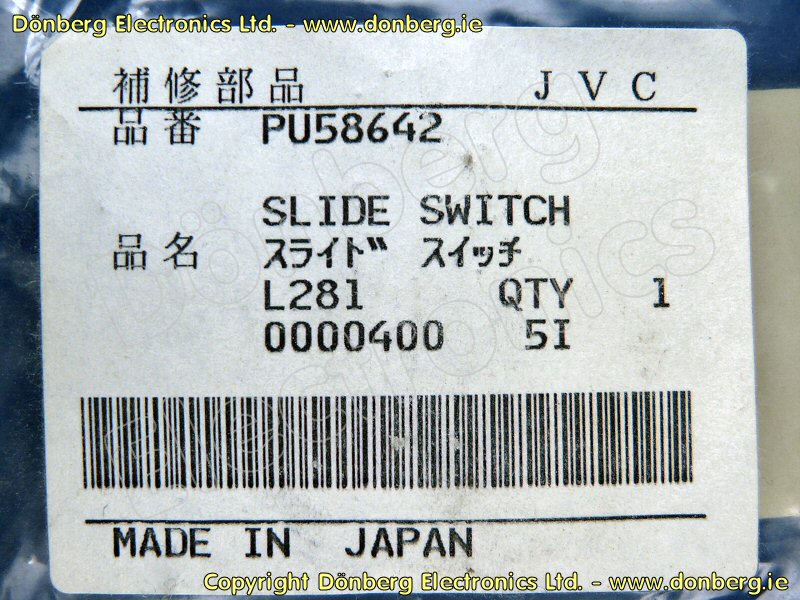 Dönberg Electronics Ltd. - www.donberg.ie
補修部品 JVC
品番 PU58642
SLIDE SWITCH
品名 ｽﾗｲﾄﾞ ｽｲｯﾁ
L281 QTY 1
0000400 5I
Dönberg Electronics
MADE IN JAPAN
Copyright Dönberg Electronics Ltd. - www.donberg.ie